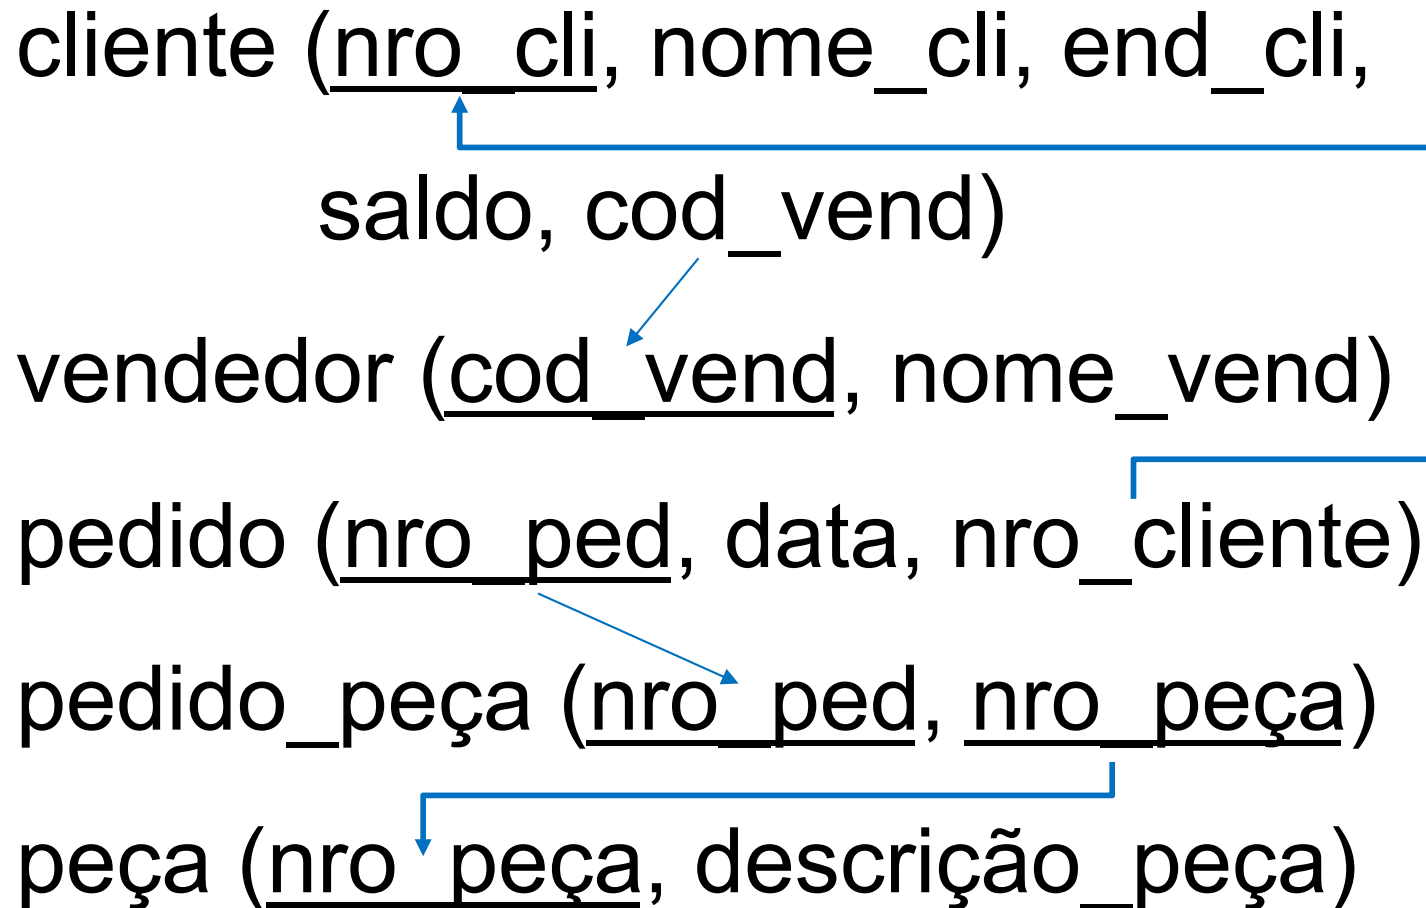 cliente (nro_cli, nome_cli, end_cli,
saldo, cod_vend)
vendedor (cod_vend, nome_vend)
pedido (nro_ped, data, nro_cliente)
pedido_peça (nro_ped, nro_peça)
peça (nro_peça, descrição_peça)